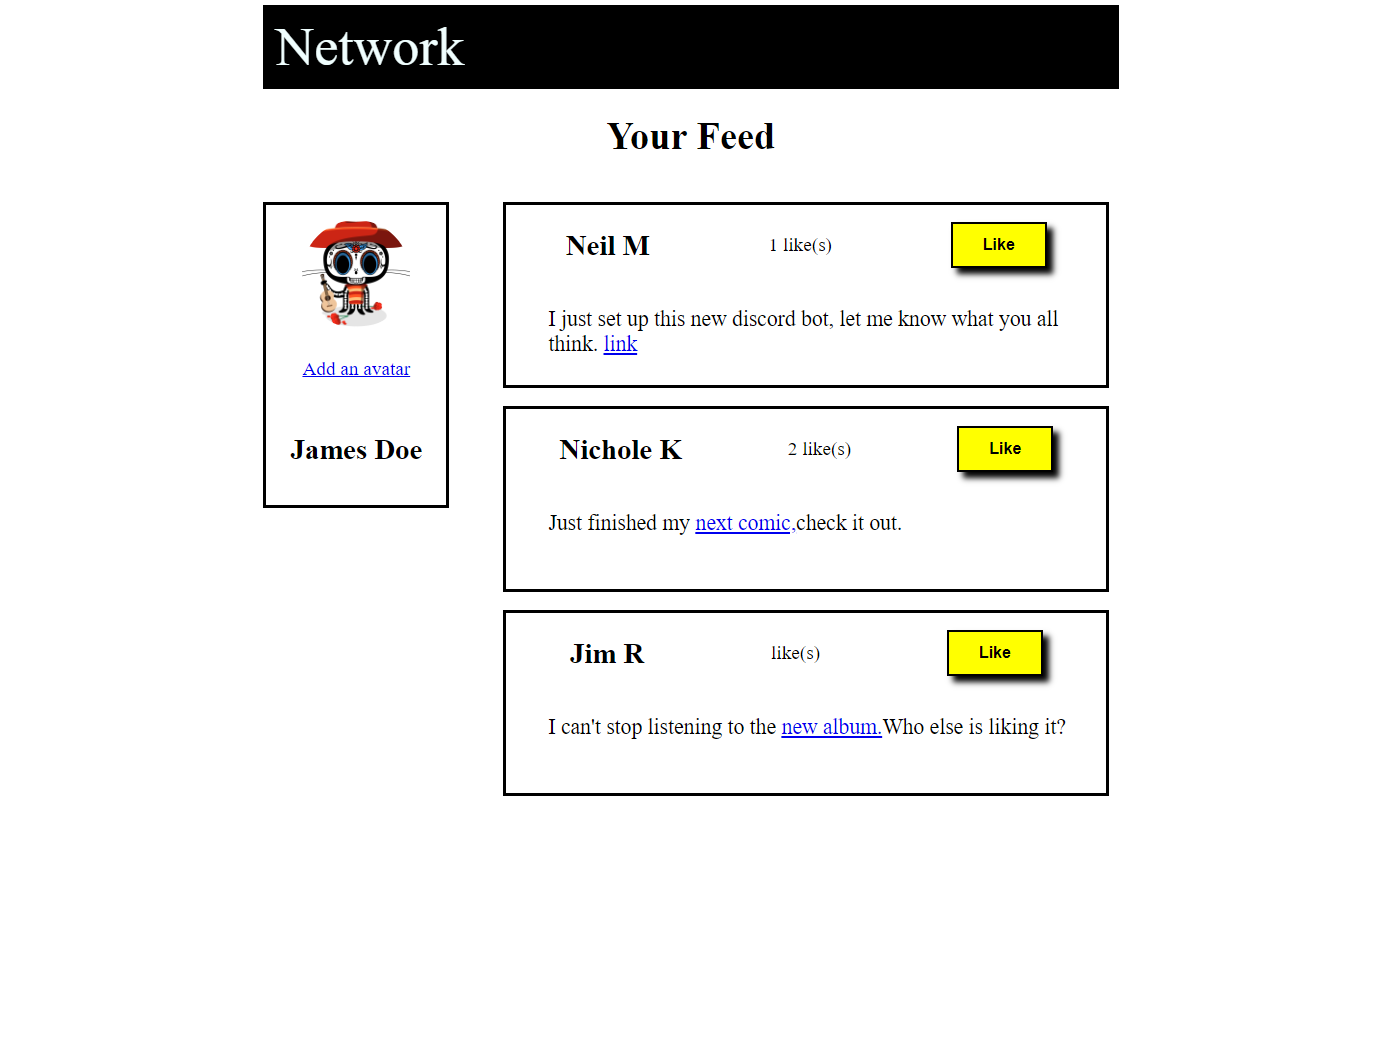 Network
Your Feed
Add an avatar
James Doe
Neil M
1 like(s)
Like
I just set up this new discord bot, let me know what you all
think. link
Nichole K
2 like(s)
Like
Just finished my next comic,check it out.
Jim R
like(s)
Like
I can't stop listening to the new album.Who else is liking it?